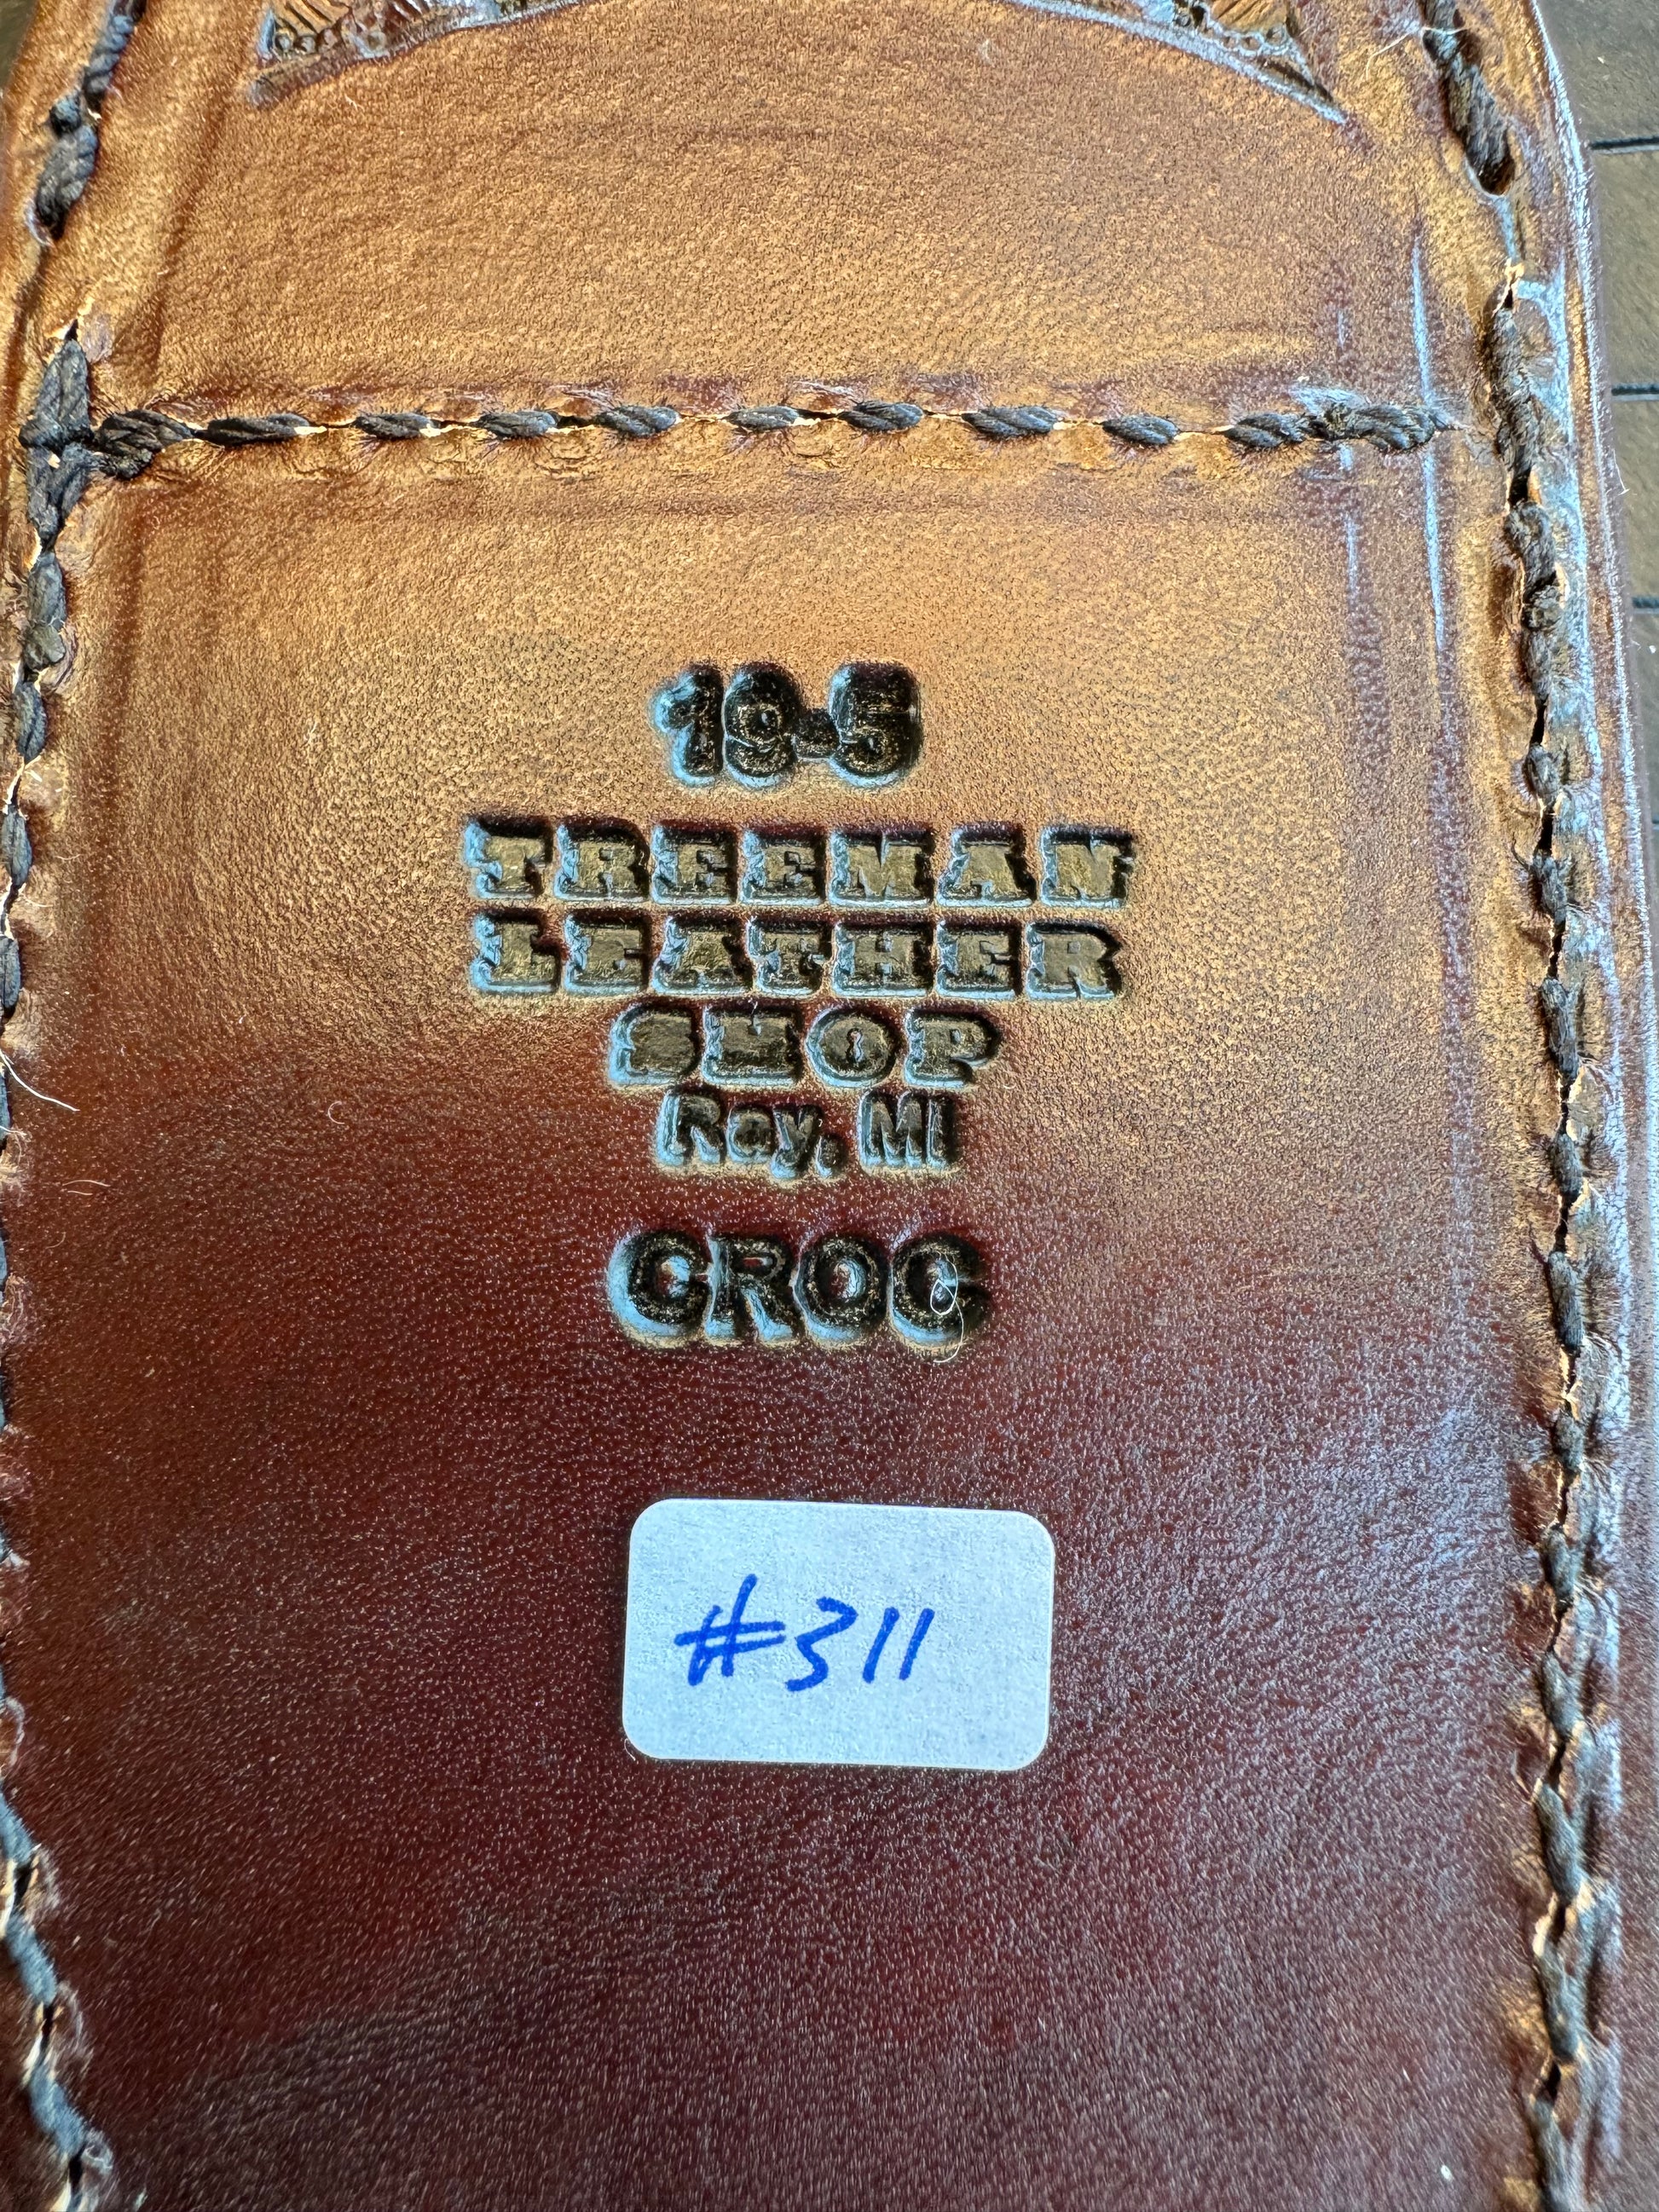 19-5
TREEMAN
LEATHER
SHOP
Ray, MI
CROC
#311